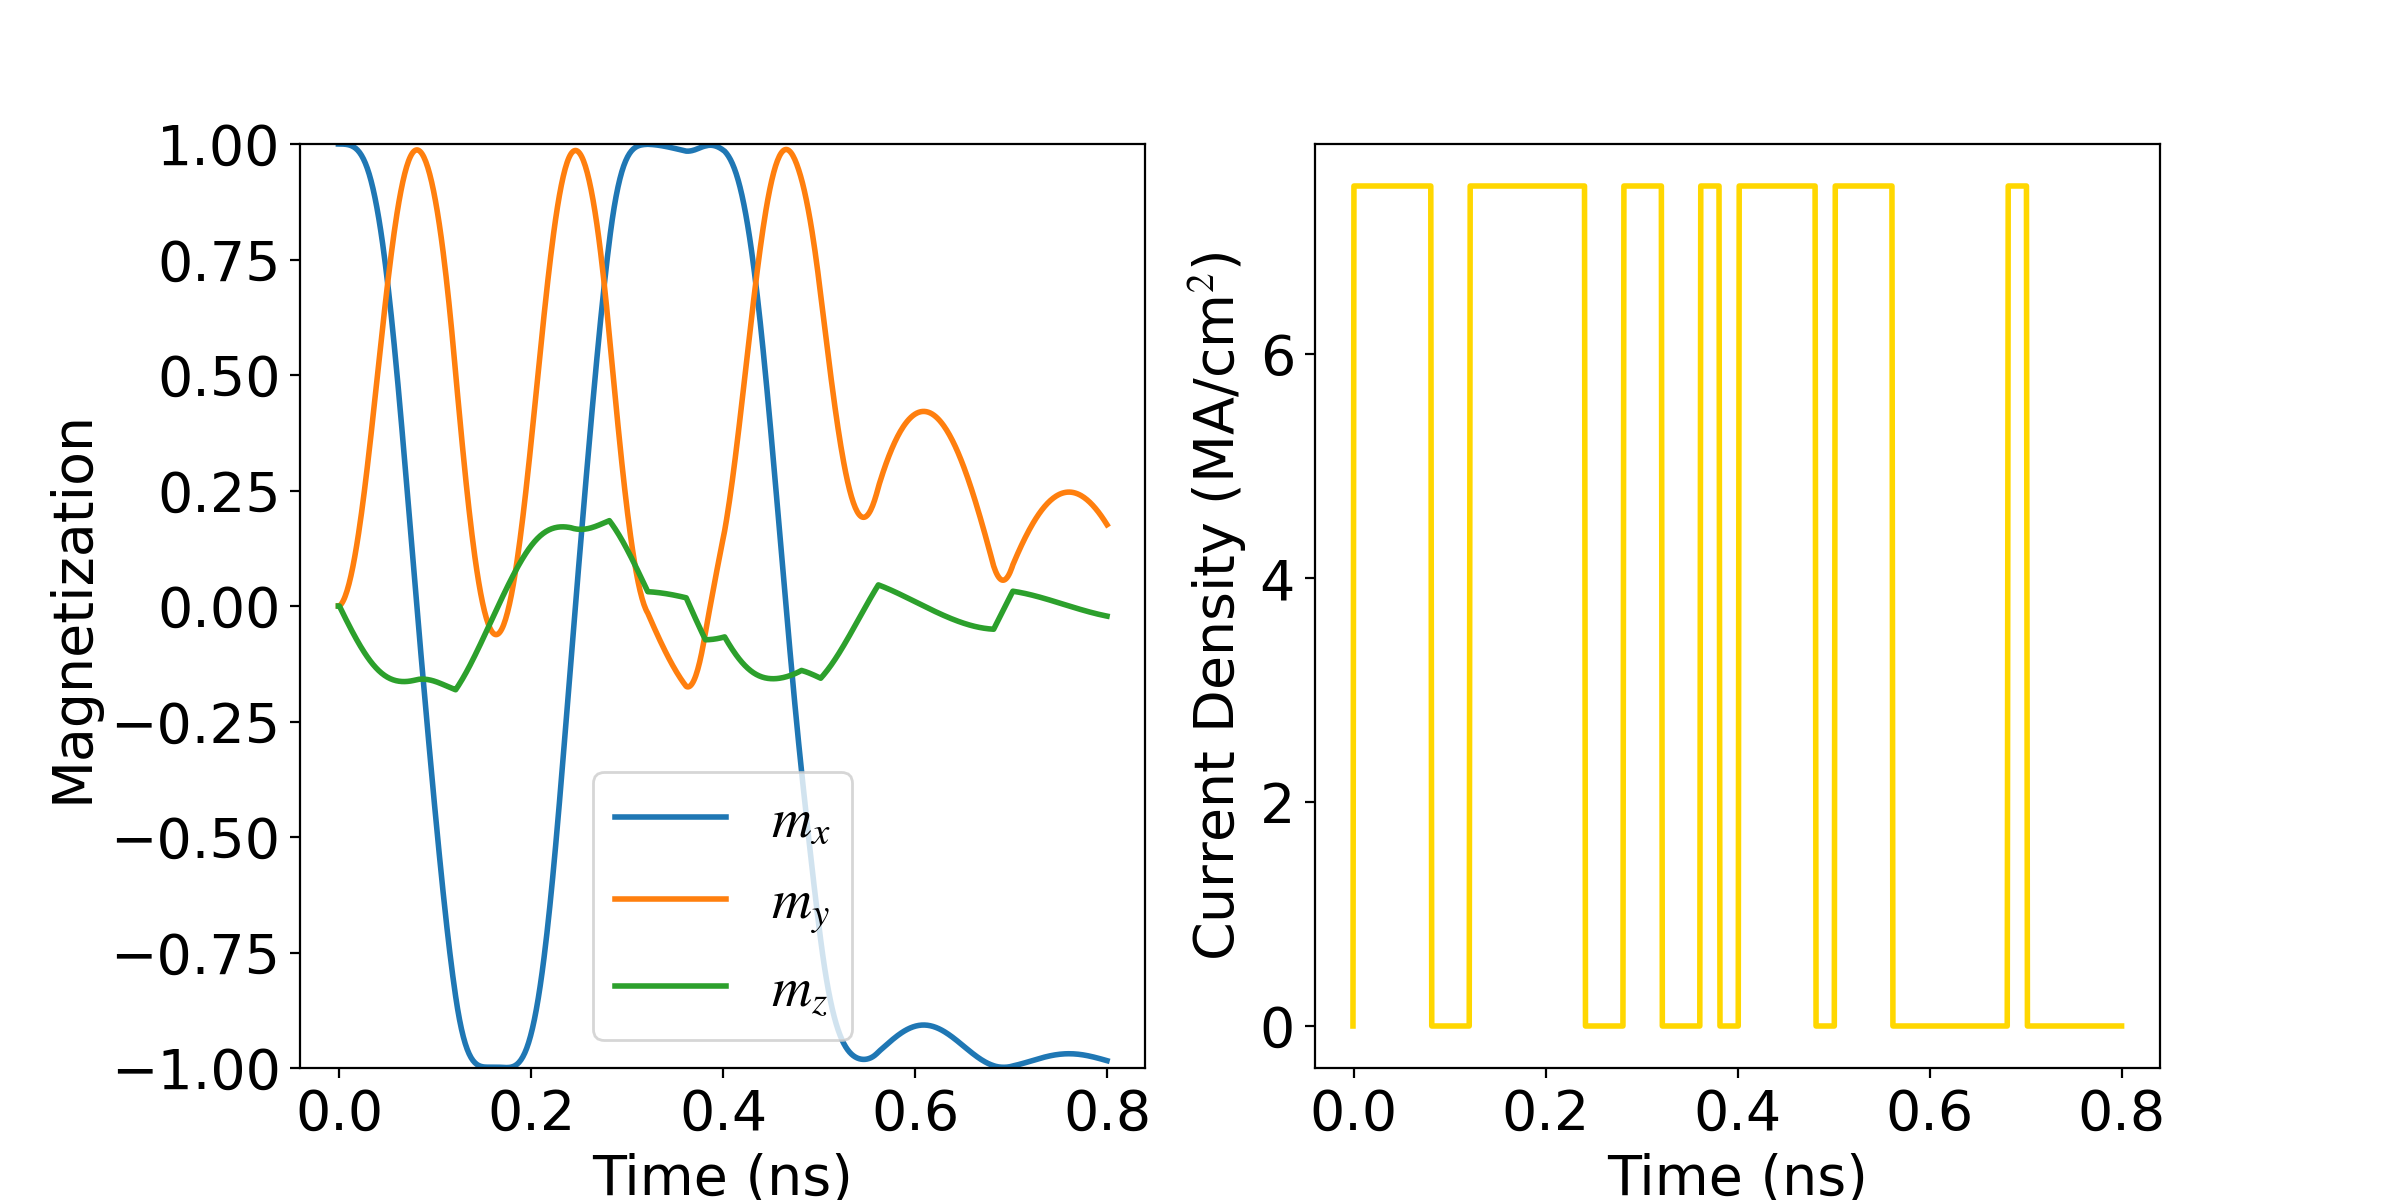 1.00
0.75
0.50
0.25
0.00
−0.25
−0.50
−0.75
−1.00
Magnetization
0.0 0.2 0.4 0.6 0.8
Time (ns)
m_x
m_y
m_z
6
4
2
0
Current Density (MA/cm²)
0.0 0.2 0.4 0.6 0.8
Time (ns)